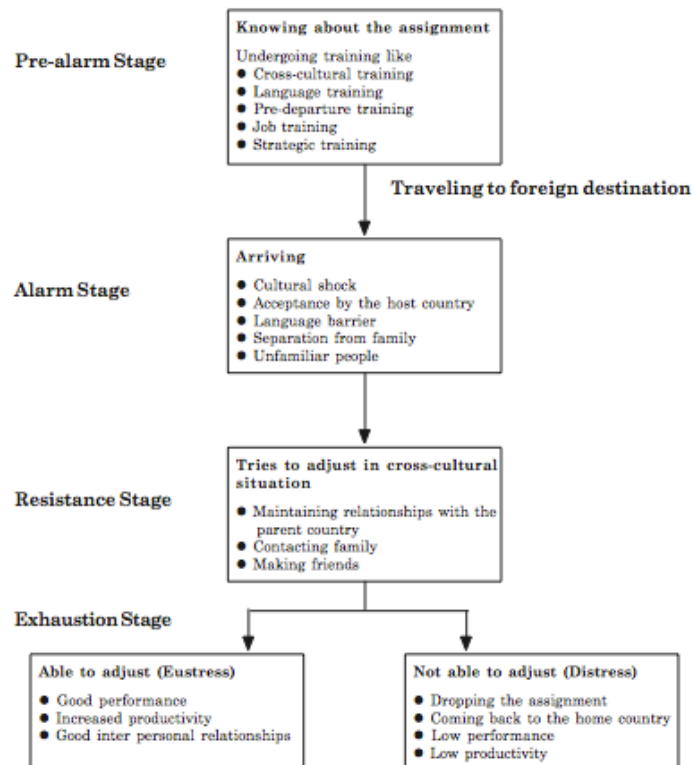 Pre-alarm Stage
Knowing about the assignment
Undergoing training like
● Cross-cultural training
● Language training
● Pre-departure training
● Job training
● Strategic training
Traveling to foreign destination
Alarm Stage
Arriving
● Cultural shock
● Acceptance by the host country
● Language barrier
● Separation from family
● Unfamiliar people
Resistance Stage
Tries to adjust in cross-cultural
situation
● Maintaining relationships with the
parent country
● Contacting family
● Making friends
Exhaustion Stage
Able to adjust (Eustress)
● Good performance
● Increased productivity
● Good inter personal relationships
Not able to adjust (Distress)
● Dropping the assignment
● Coming back to the home country
● Low performance
● Low productivity